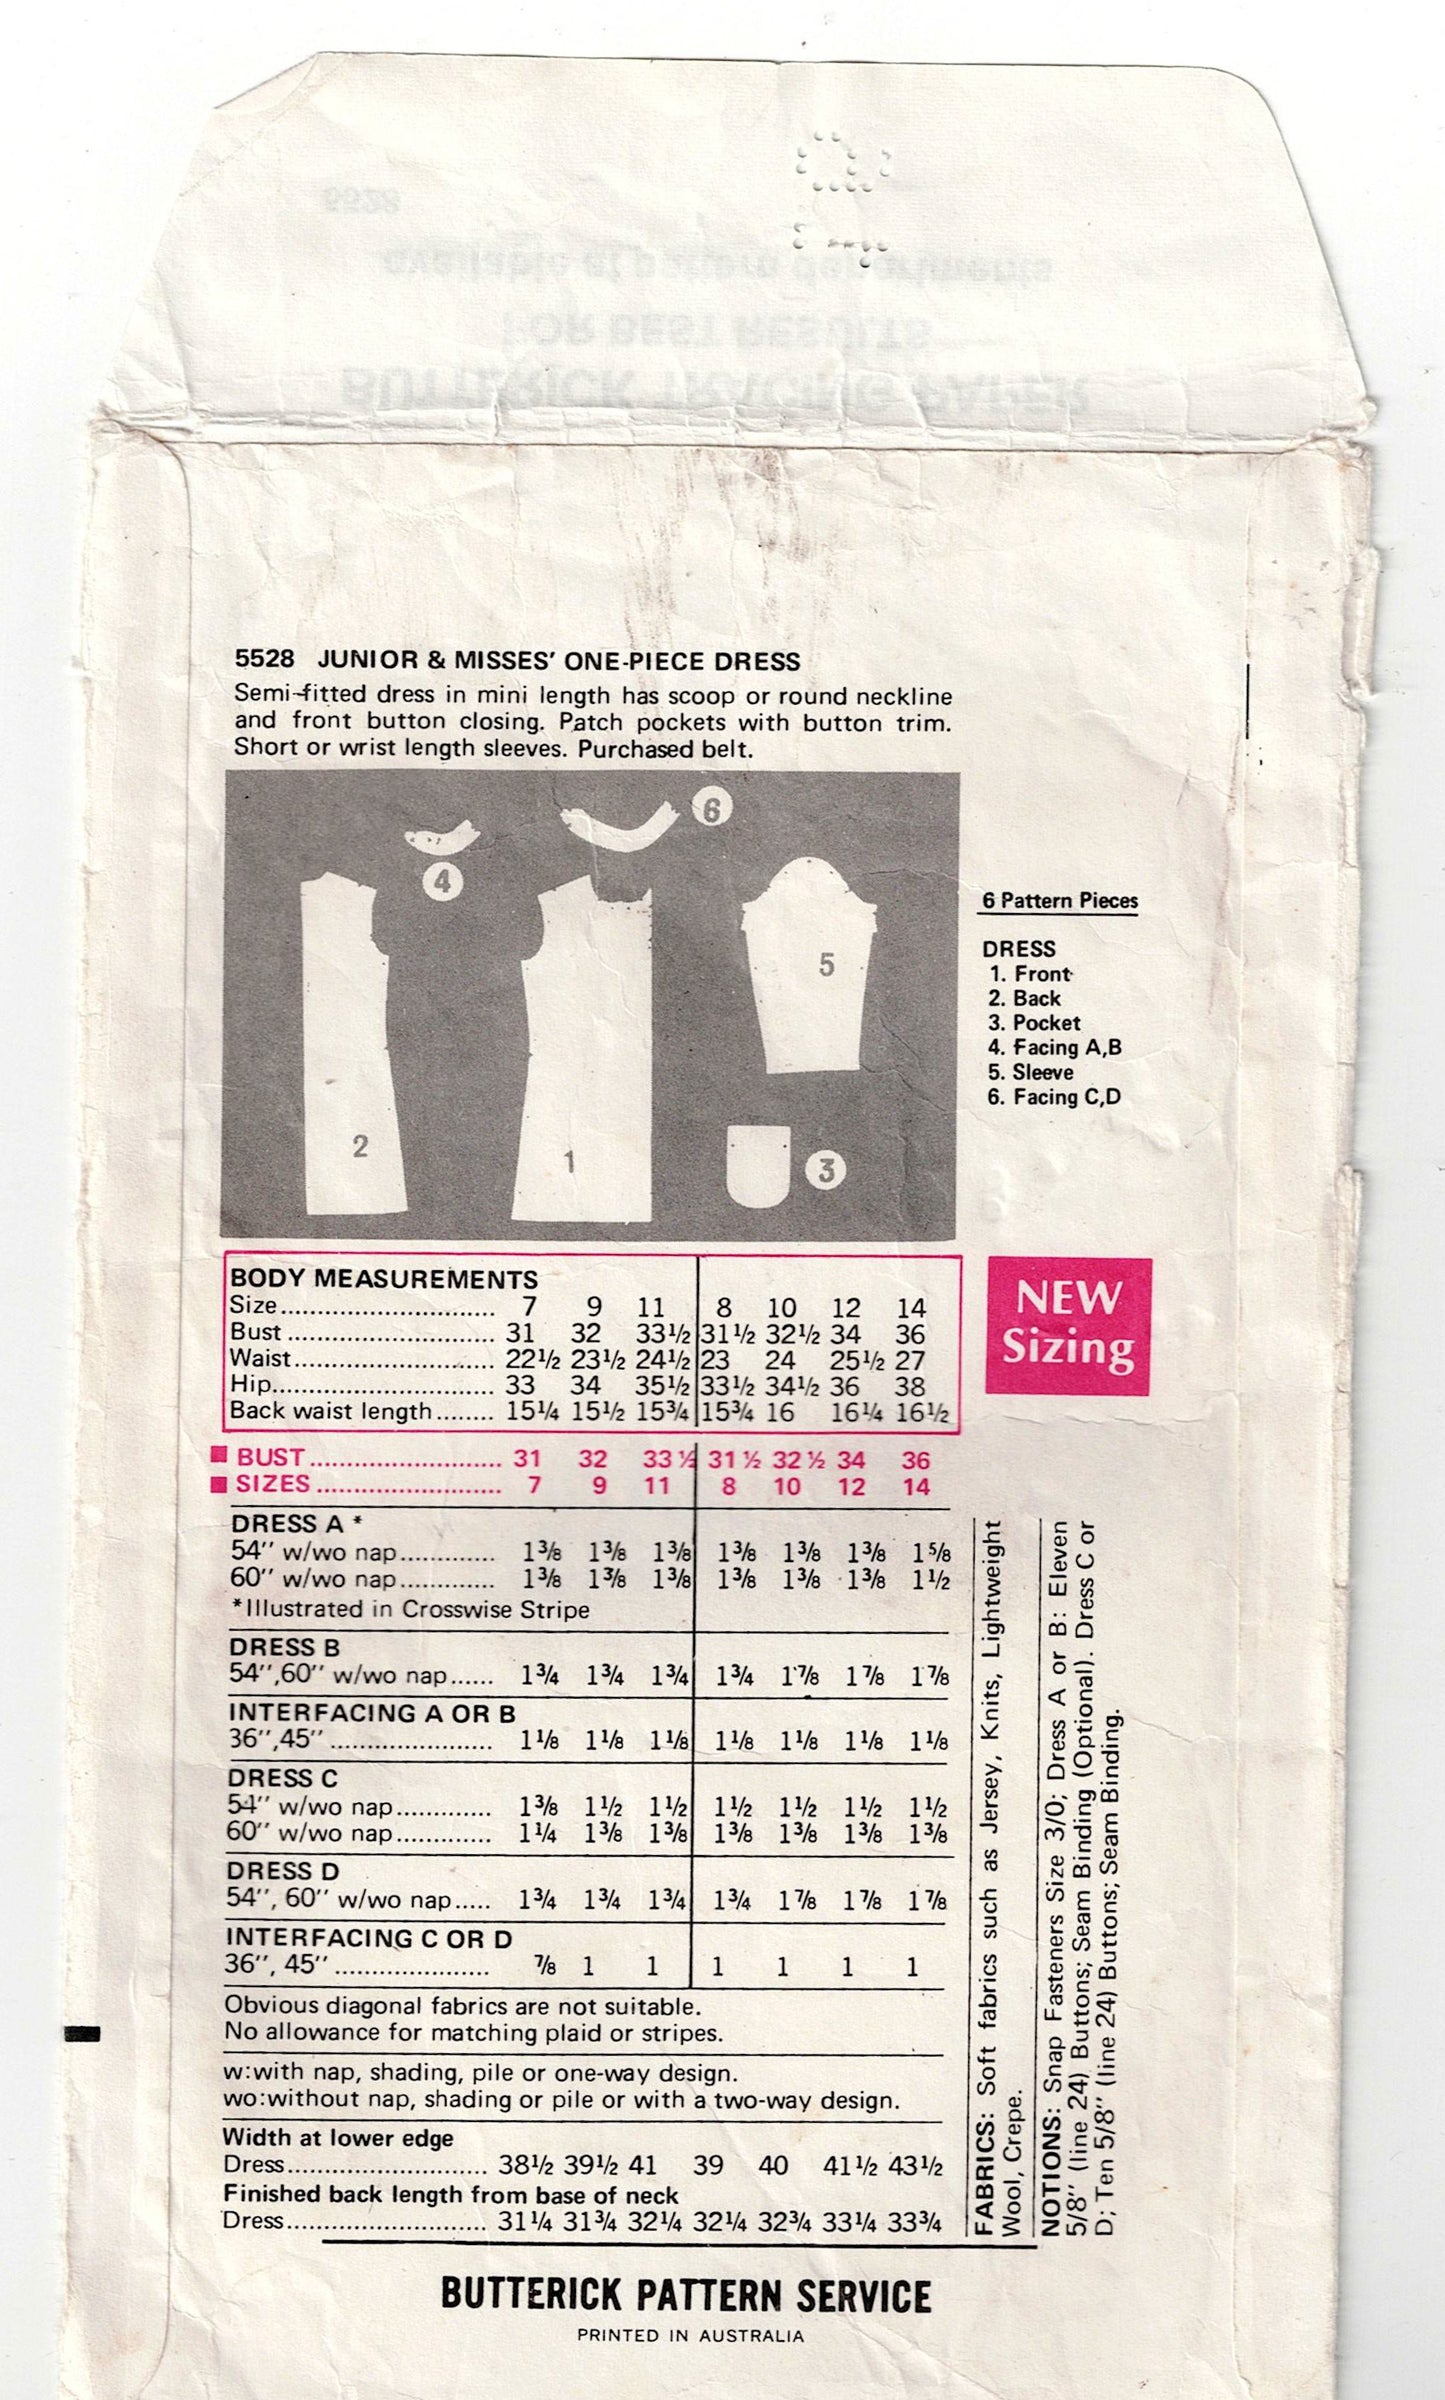 5528
available at pattern departments
FOR BEST RESULTS
BUTTERICK TRACING PAPER
5528 JUNIOR & MISSES' ONE-PIECE DRESS
Semi-fitted dress in mini length has scoop or round neckline
and front button closing. Patch pockets with button trim.
Short or wrist length sleeves. Purchased belt.
6
4
5
2
1
3
6 Pattern Pieces
DRESS
1. Front
2. Back
3. Pocket
4. Facing A,B
5. Sleeve
6. Facing C,D
BODY MEASUREMENTS
Size............................ 7 9 11 8 10 12 14
Bust ........................... 31 32 33½ 31½ 32½ 34 36
Waist.......................... 22½ 23½ 24½ 23 24 25½ 27
Hip............................. 33 34 35½ 33½ 34½ 36 38
Back waist length........ 15¼ 15½ 15¾ 15¾ 16 16¼ 16½
NEW
Sizing
BUST ......................... 31 32 33 ½ 31 ½ 32 ½ 34 36
SIZES ........................ 7 9 11 8 10 12 14
DRESS A *
54" w/wo nap............. 1⅜ 1⅜ 1⅜ 1⅜ 1⅜ 1⅜ 1⅝
60" w/wo nap............. 1⅜ 1⅜ 1⅜ 1⅜ 1⅜ 1⅜ 1½
*Illustrated in Crosswise Stripe
DRESS B
54",60" w/wo nap...... 1¾ 1¾ 1¾ 1¾ 1⅞ 1⅞ 1⅞
INTERFACING A OR B
36",45" ...................... 1⅛ 1⅛ 1⅛ 1⅛ 1⅛ 1⅛ 1⅛
DRESS C
54" w/wo nap............. 1⅜ 1½ 1½ 1½ 1½ 1½ 1½
60" w/wo nap............. 1¼ 1⅜ 1⅜ 1⅜ 1⅜ 1⅜ 1⅜
DRESS D
54", 60" w/wo nap..... 1¾ 1¾ 1¾ 1¾ 1⅞ 1⅞ 1⅞
INTERFACING C OR D
36", 45" ..................... ⅞ 1 1 1 1 1 1
Obvious diagonal fabrics are not suitable.
No allowance for matching plaid or stripes.
w:with nap, shading, pile or one-way design.
wo:without nap, shading or pile or with a two-way design.
Width at lower edge
Dress.......................... 38½ 39½ 41 39 40 41½ 43½
Finished back length from base of neck
Dress.......................... 31¼ 31¾ 32¼ 32¼ 32¾ 33¼ 33¾
FABRICS: Soft fabrics such as Jersey, Knits, Lightweight
Wool, Crepe.
NOTIONS: Snap Fasteners Size 3/0; Dress A or B: Eleven
5/8" (line 24) Buttons; Seam Binding (Optional). Dress C or
D; Ten 5/8" (line 24) Buttons; Seam Binding.
BUTTERICK PATTERN SERVICE
PRINTED IN AUSTRALIA